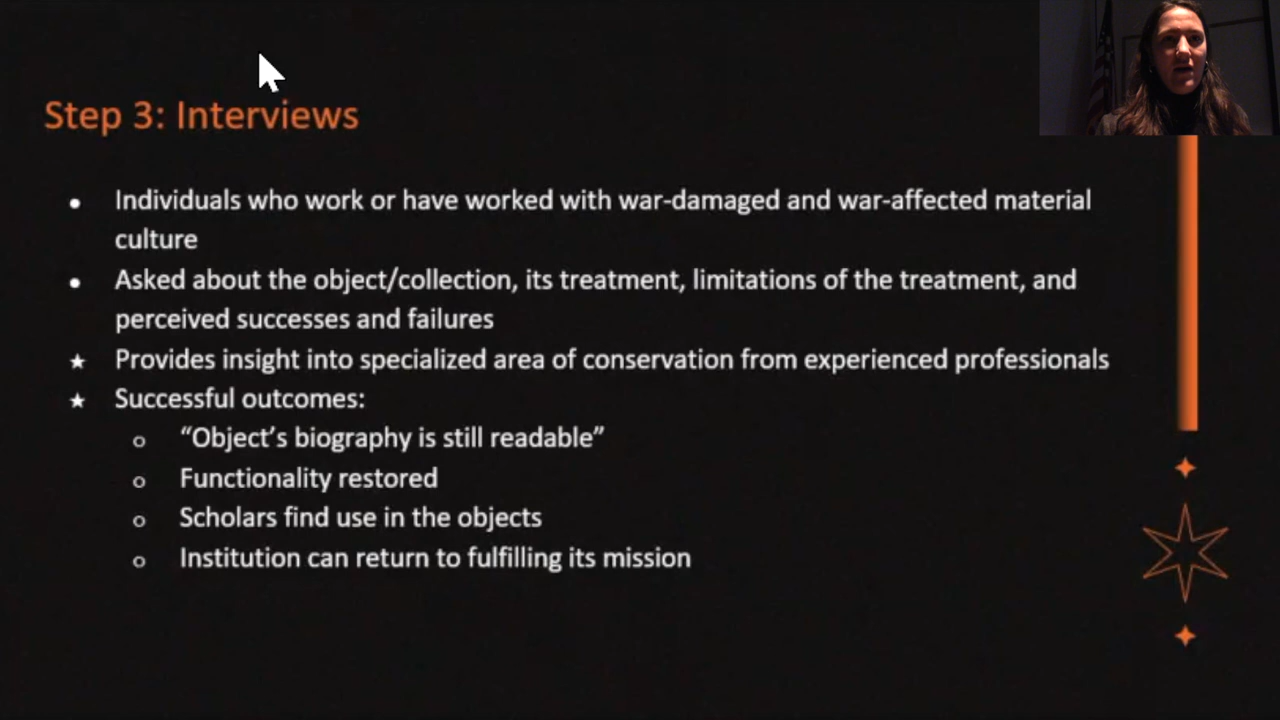 Step 3: Interviews
• Individuals who work or have worked with war-damaged and war-affected material
culture
• Asked about the object/collection, its treatment, limitations of the treatment, and
perceived successes and failures
★ Provides insight into specialized area of conservation from experienced professionals
★ Successful outcomes:
o “Object’s biography is still readable”
o Functionality restored
o Scholars find use in the objects
o Institution can return to fulfilling its mission